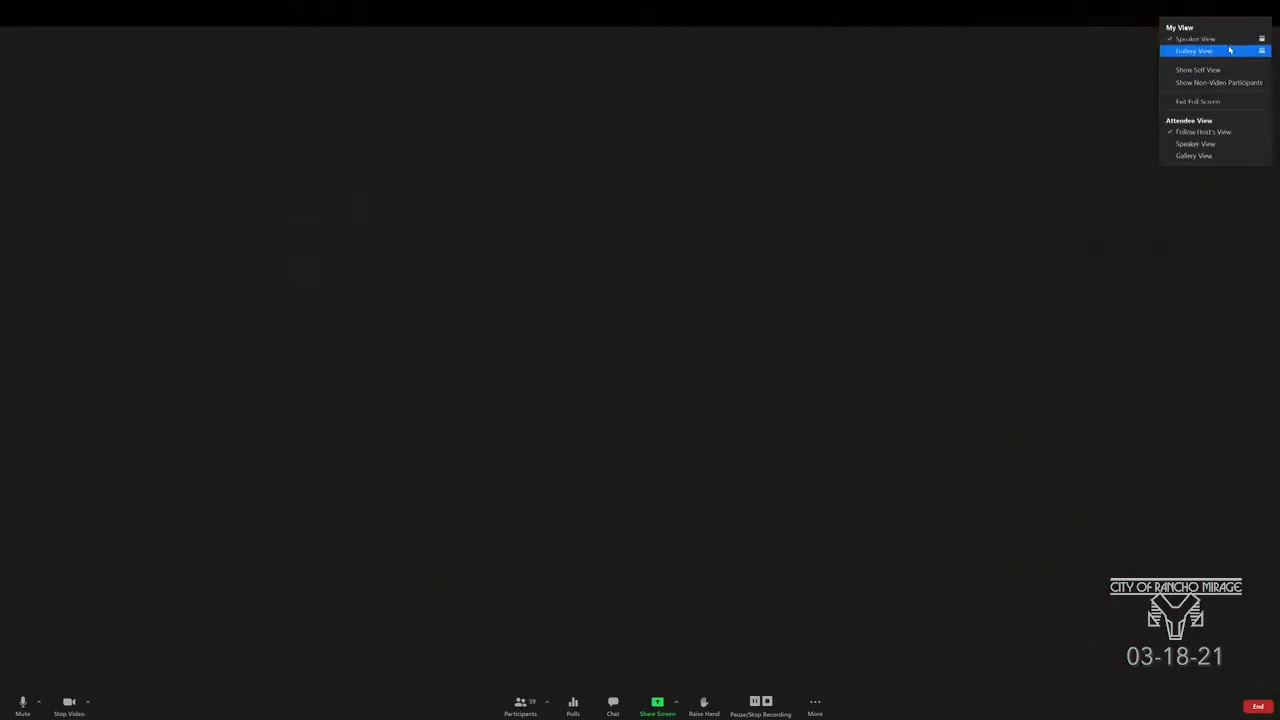 My View
✓ Speaker View
Gallery View
Show Self View
Show Non-Video Participants
Exit Full Screen
Attendee View
✓ Follow Host's View
Speaker View
Gallery View
CITY OF RANCHO MIRAGE
03-18-21
Mute
Stop Video
39
Participants
Polls
Chat
Share Screen
Raise Hand
Pause/Stop Recording
More
End